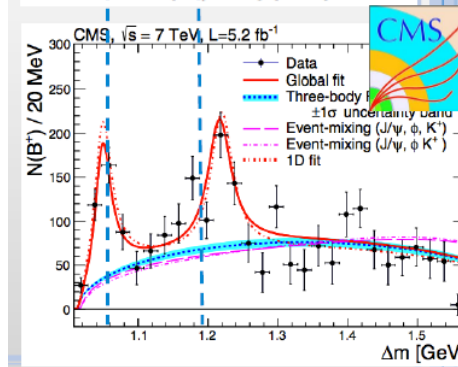 CMS, √s = 7 TeV, L=5.2 fb⁻¹
CMS
N(B⁺) / 20 MeV
300
250
200
150
100
50
0
Data
Global fit
Three-body
±1σ uncertainty band
Event-mixing (J/ψ, φ, K⁺)
Event-mixing (J/ψ, φ K⁺)
1D fit
1.1 1.2 1.3 1.4 1.5
Δm [GeV